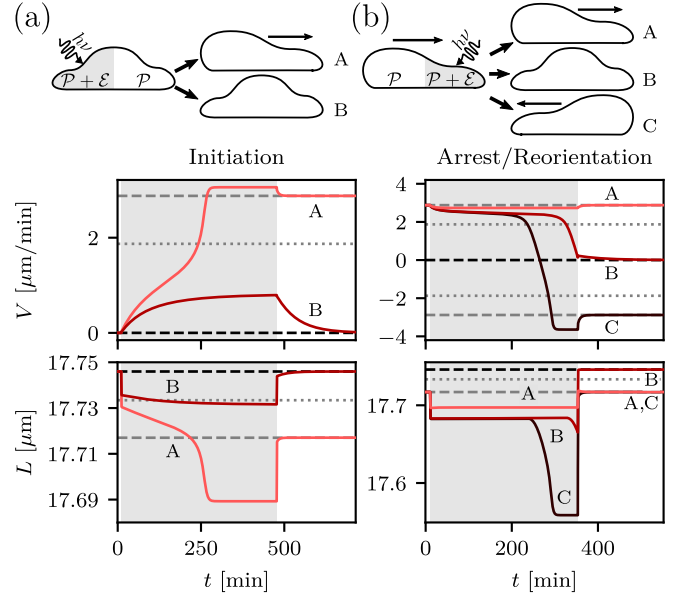 (a)
hν
𝒫 + ℰ
𝒫
A
B
(b)
hν
𝒫
𝒫 + ℰ
A
B
C
Initiation
V [μm/min]
2
0
A
B
Arrest/Reorientation
4
2
0
−2
−4
A
B
C
L [μm]
17.75
17.73
17.71
17.69
B
A
0
250
500
t [min]
17.7
17.6
A
B
C
B
A,C
0
200
400
t [min]